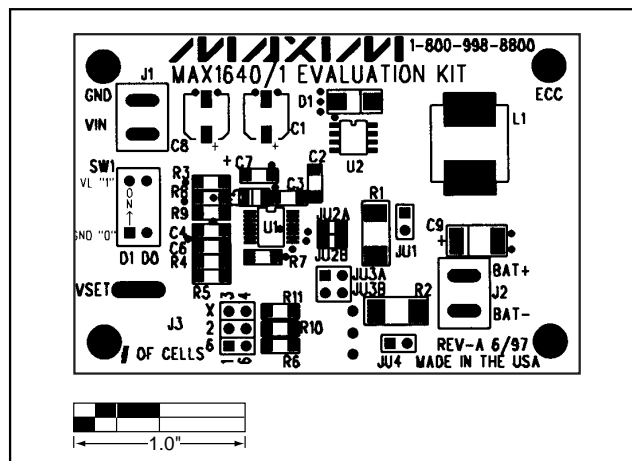 MAXIM 1-800-998-8800
MAX1640/1 EVALUATION KIT
J1
GND
VIN
C8
C1
D1
U2
ECC
L1
SW1
VL "1"
ON
GND "0"
D1 D0
R3
R8
R9
C4
C6
R4
R5
C7
C2
C3
U1
R7
JU2A
JU2B
R1
JU1
C9
BAT+
J2
BAT-
JU3A
JU3B
R2
VSET
J3
3 4
X
2
6
1 6
R11
R10
R6
OF CELLS
JU4
REV-A 6/97
MADE IN THE USA
1.0"